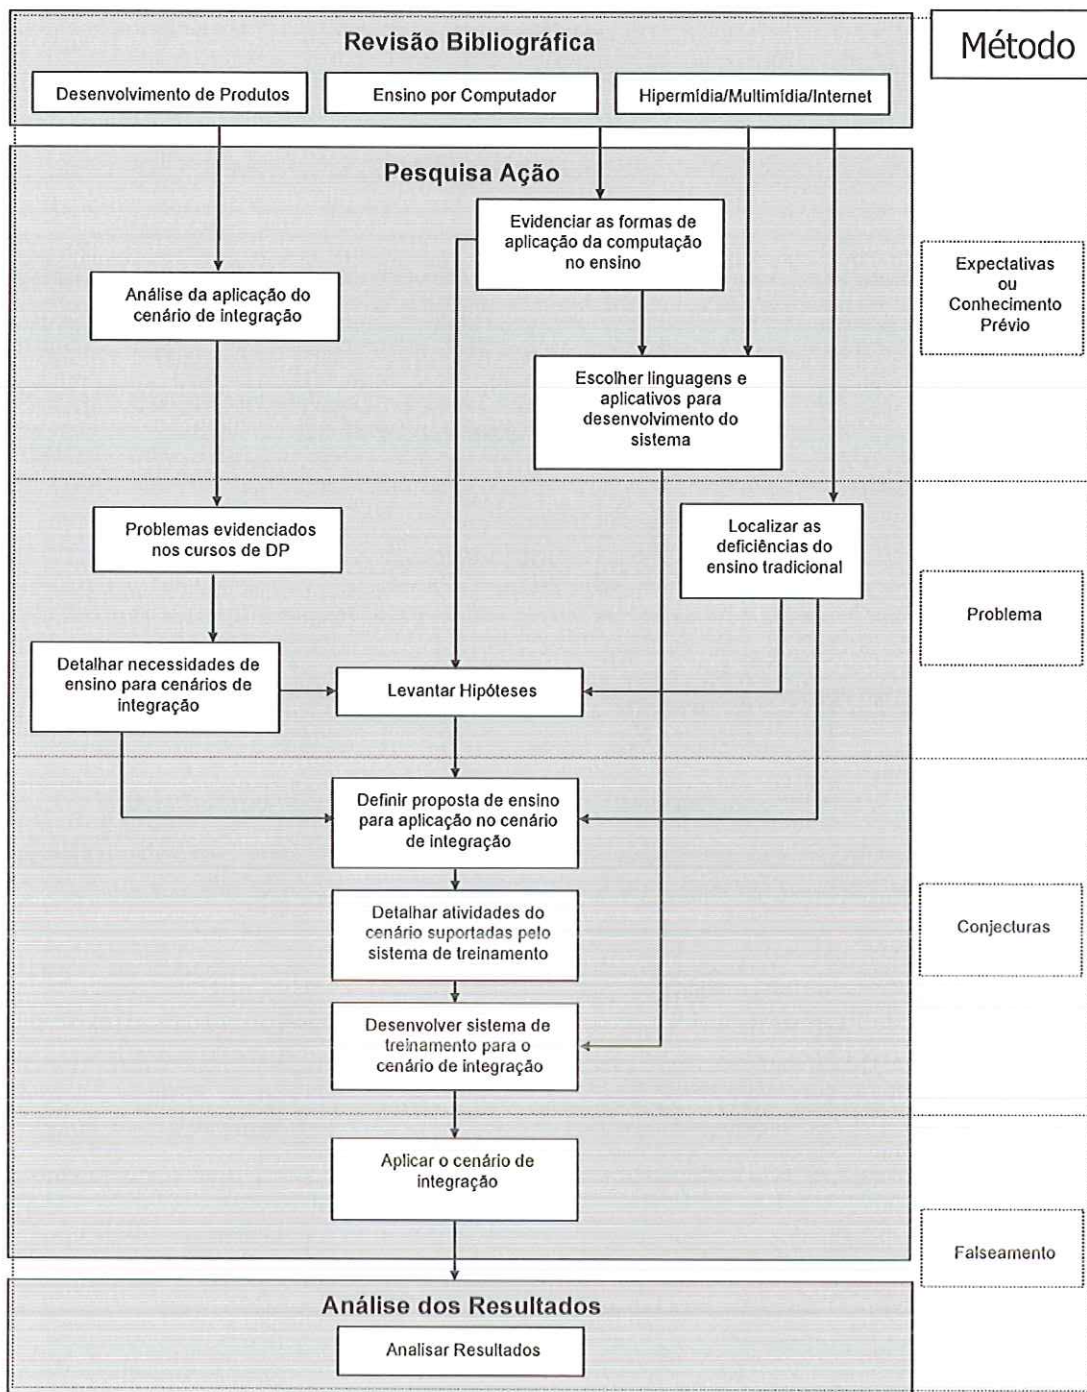 Revisão Bibliográfica
Método
Desenvolvimento de Produtos
Ensino por Computador
Hipermídia/Multimídia/Internet
Pesquisa Ação
Evidenciar as formas de
aplicação da computação
no ensino
Análise da aplicação do
cenário de integração
Expectativas
ou
Conhecimento
Prévio
Escolher linguagens e
aplicativos para
desenvolvimento do
sistema
Problemas evidenciados
nos cursos de DP
Localizar as
deficiências do
ensino tradicional
Problema
Detalhar necessidades de
ensino para cenários de
integração
Levantar Hipóteses
Definir proposta de ensino
para aplicação no cenário
de integração
Detalhar atividades do
cenário suportadas pelo
sistema de treinamento
Conjecturas
Desenvolver sistema de
treinamento para o
cenário de integração
Aplicar o cenário de
integração
Falseamento
Análise dos Resultados
Analisar Resultados